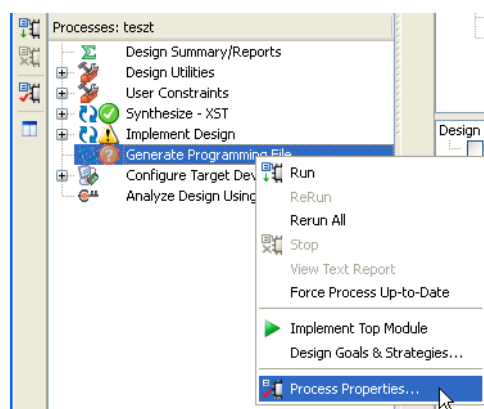 Processes: teszt
Design Summary/Reports
Design Utilities
User Constraints
Synthesize - XST
Implement Design
Generate Programming File
Configure Target Dev
Analyze Design Using
Design
Run
ReRun
Rerun All
Stop
View Text Report
Force Process Up-to-Date
Implement Top Module
Design Goals & Strategies...
Process Properties...